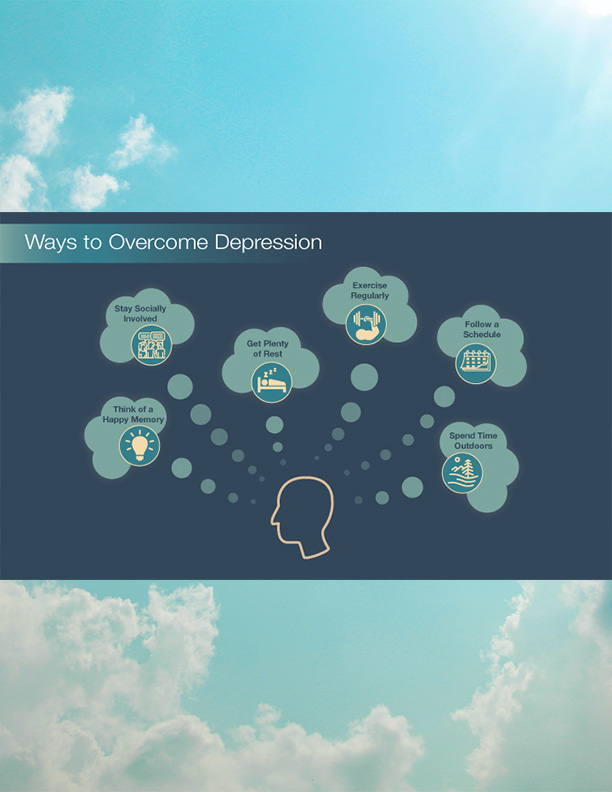 Ways to Overcome Depression
Stay Socially
Involved
Get Plenty
of Rest
Exercise
Regularly
Follow a
Schedule
Think of a
Happy Memory
Spend Time
Outdoors